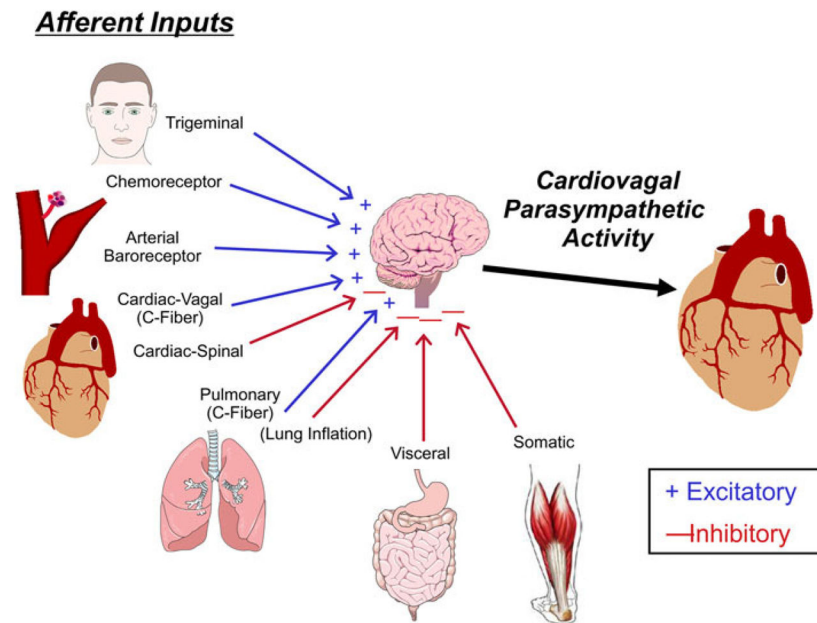 Afferent Inputs
Trigeminal
Chemoreceptor
Arterial
Baroreceptor
Cardiac-Vagal
(C-Fiber)
Cardiac-Spinal
Pulmonary
(C-Fiber)
(Lung Inflation)
Visceral
Somatic
Cardiovagal
Parasympathetic
Activity
+ Excitatory
—Inhibitory